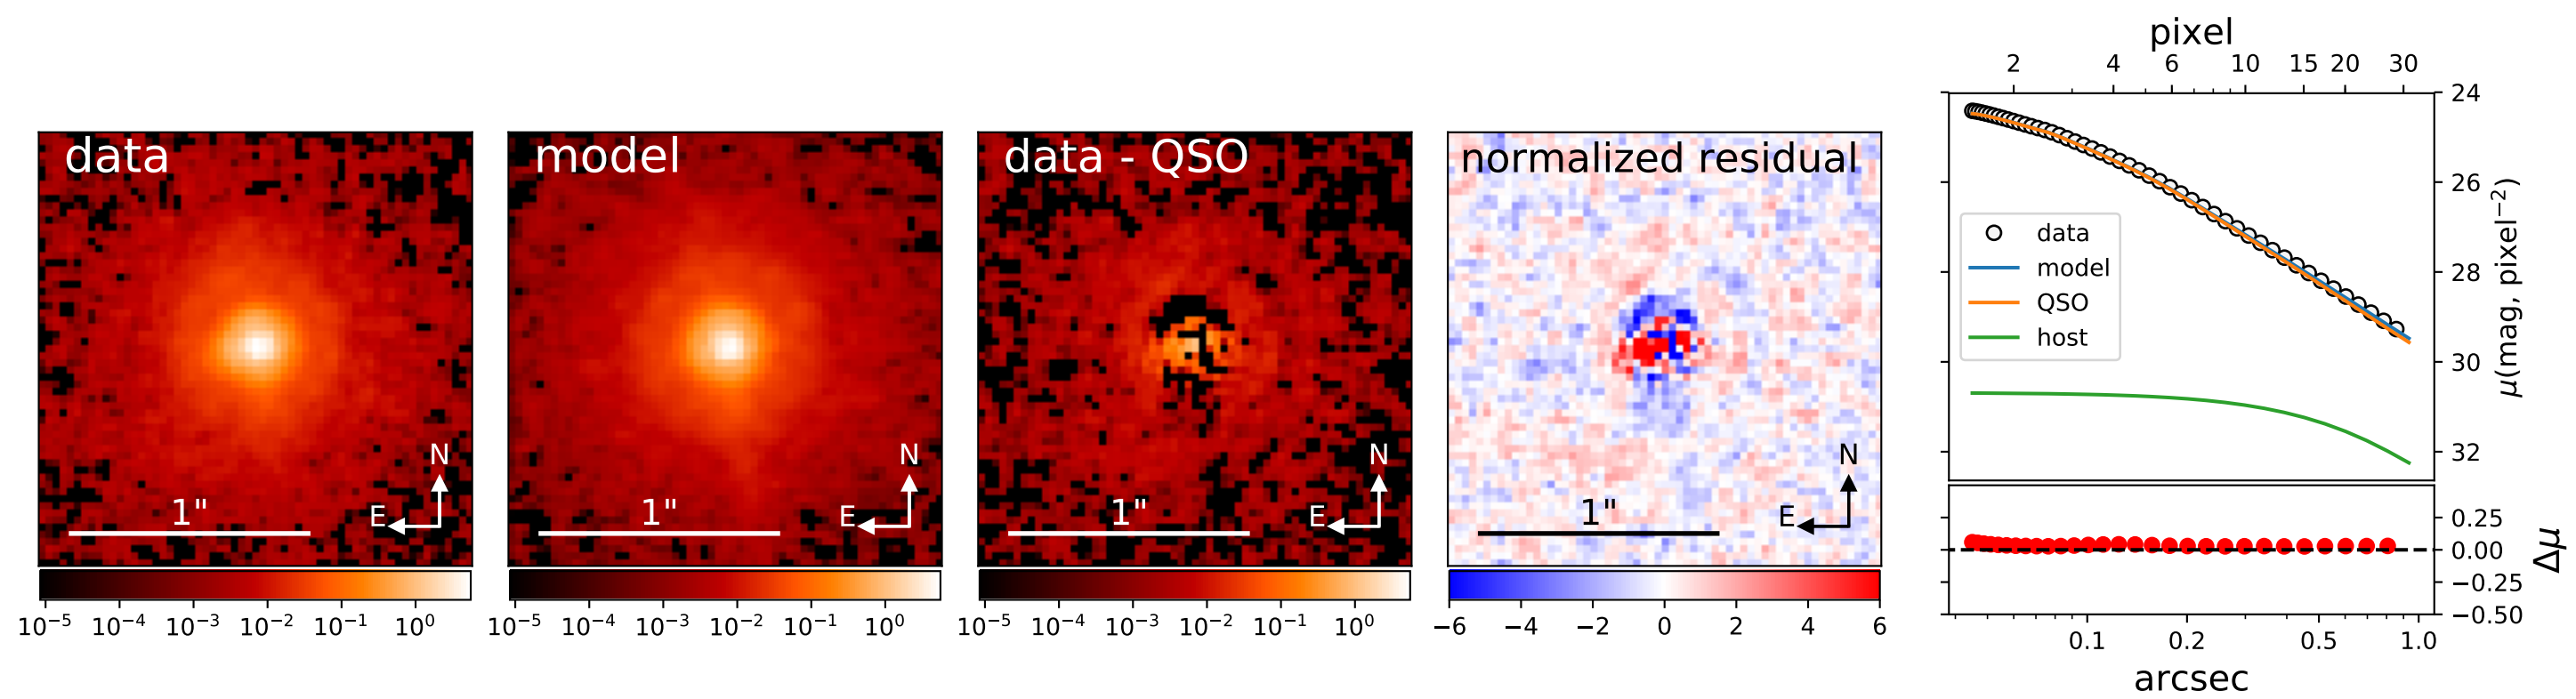 data
N
E
1"
10⁻⁵ 10⁻⁴ 10⁻³ 10⁻² 10⁻¹ 10⁰
model
N
E
1"
10⁻⁵ 10⁻⁴ 10⁻³ 10⁻² 10⁻¹ 10⁰
data - QSO
N
E
1"
10⁻⁵ 10⁻⁴ 10⁻³ 10⁻² 10⁻¹ 10⁰
normalized residual
N
E
1"
−6 −4 −2 0 2 4 6
pixel
2 4 6 10 15 20 30
24
26
28
30
32
μ(mag, pixel⁻²)
data
model
QSO
host
0.25
0.00
−0.25
−0.50
Δμ
0.1 0.2 0.5 1.0
arcsec